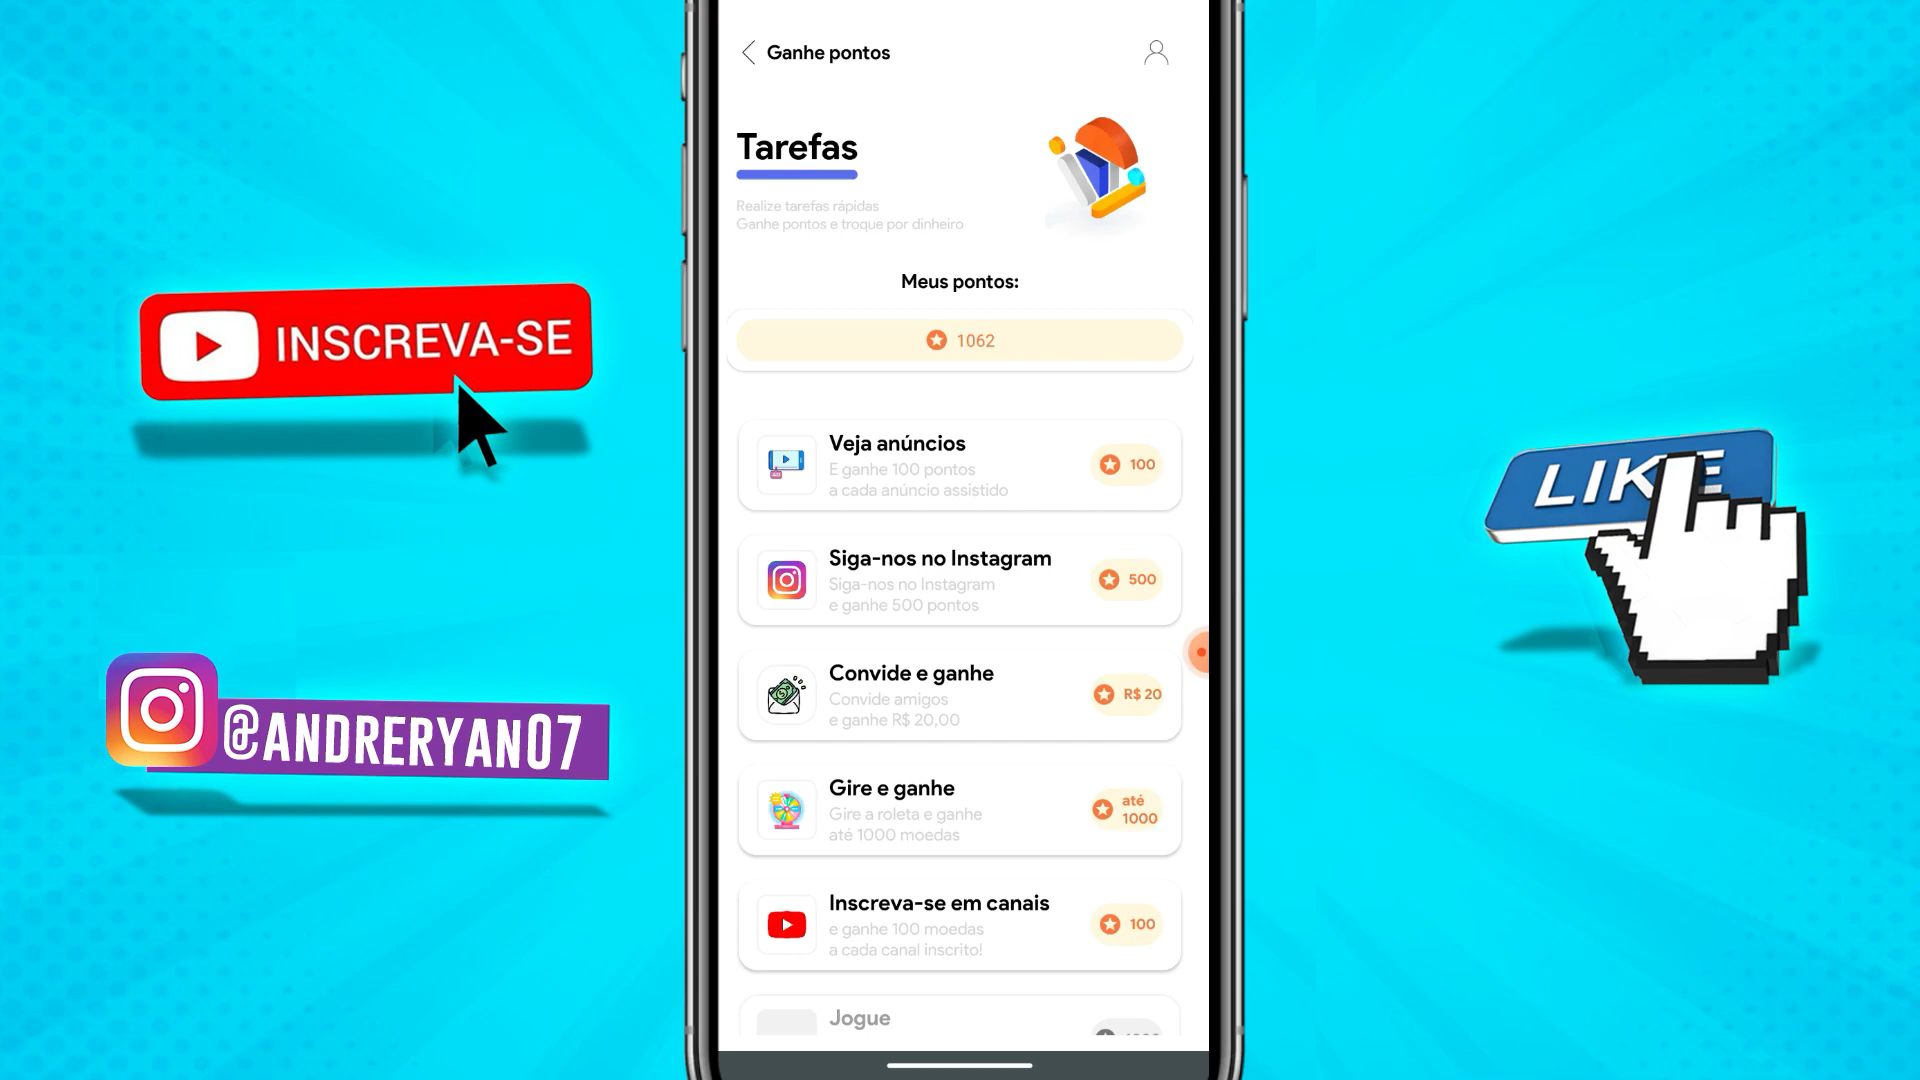 Ganhe pontos
Tarefas
Realize tarefas rápidas
Ganhe pontos e troque por dinheiro
Meus pontos:
1062
INSCREVA-SE
Veja anúncios
E ganhe 100 pontos
a cada anúncio assistido
100
LIKE
Siga-nos no Instagram
Siga-nos no Instagram
e ganhe 500 pontos
500
Convide e ganhe
Convide amigos
e ganhe R$ 20,00
R$ 20
@ANDRERYAN07
Gire e ganhe
Gire a roleta e ganhe
até 1000 moedas
até
1000
Inscreva-se em canais
e ganhe 100 moedas
a cada canal inscrito!
100
Jogue